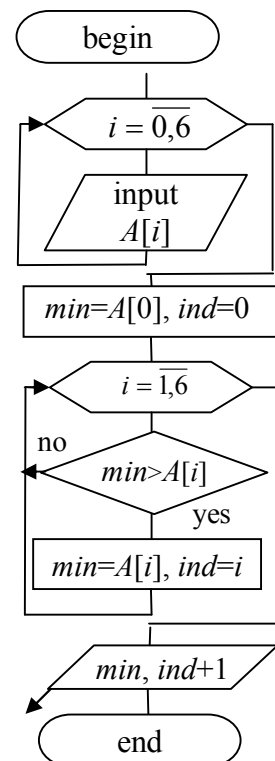 begin
i = 0,6
input
A[i]
min=A[0], ind=0
i = 1,6
no
min>A[i]
yes
min=A[i], ind=i
min, ind+1
end